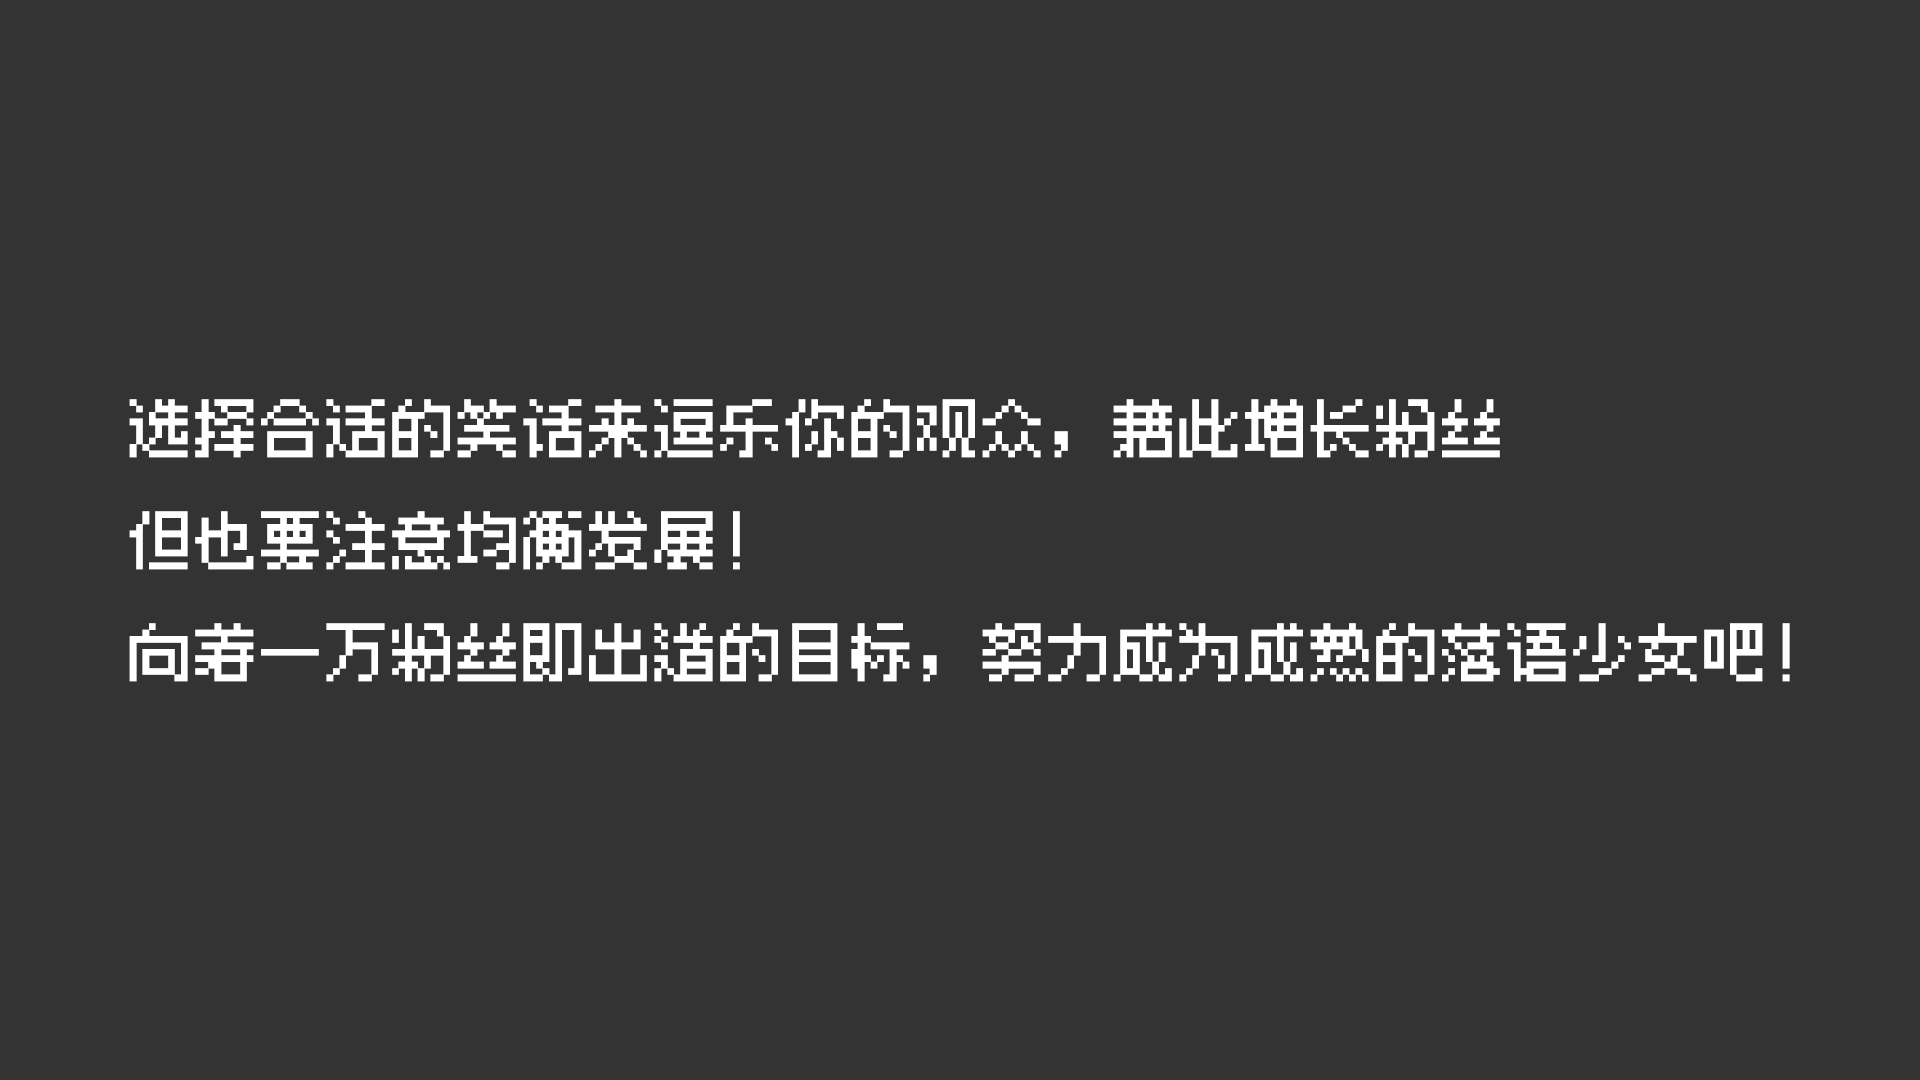 选择合适的笑话来逗乐你的观众，藉此增长粉丝
但也要注意均衡发展！
向着一万粉丝即出道的目标，努力成为成熟的落语少女吧！